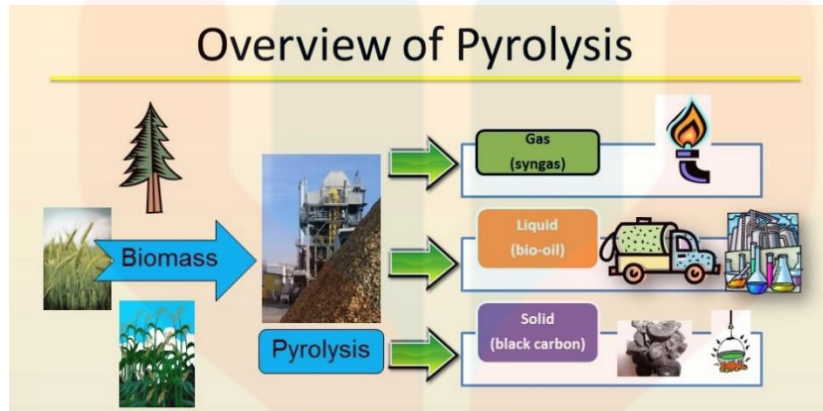 Overview of Pyrolysis
Biomass
Pyrolysis
Gas
(syngas)
Liquid
(bio-oil)
Solid
(black carbon)